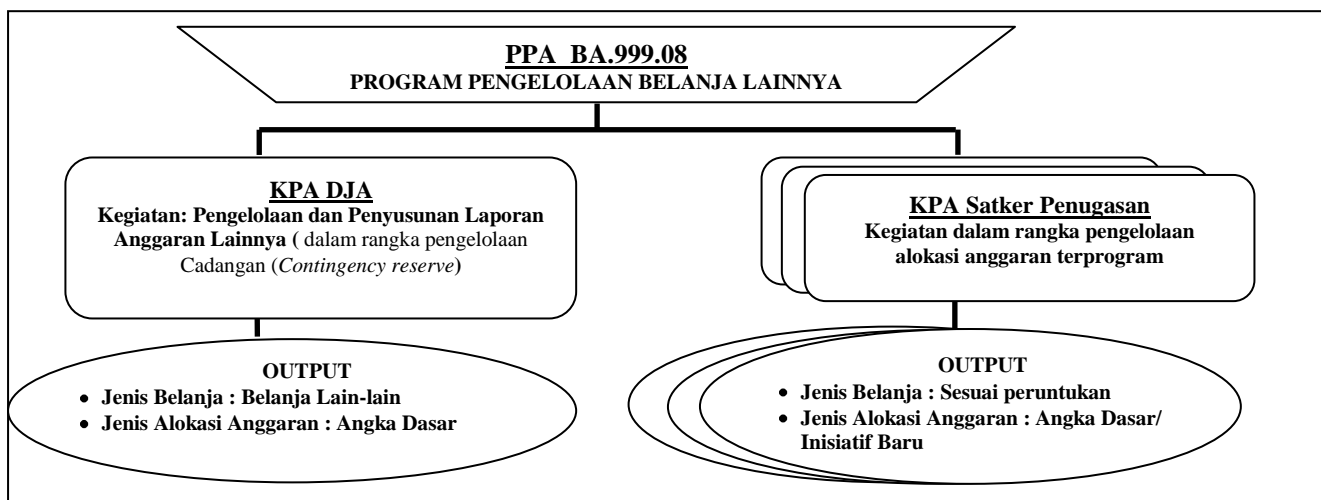 PPA BA.999.08
PROGRAM PENGELOLAAN BELANJA LAINNYA
KPA DJA
Kegiatan: Pengelolaan dan Penyusunan Laporan
Anggaran Lainnya ( dalam rangka pengelolaan
Cadangan (Contingency reserve)
KPA Satker Penugasan
Kegiatan dalam rangka pengelolaan
alokasi anggaran terprogram
OUTPUT
• Jenis Belanja : Belanja Lain-lain
• Jenis Alokasi Anggaran : Angka Dasar
OUTPUT
• Jenis Belanja : Sesuai peruntukan
• Jenis Alokasi Anggaran : Angka Dasar/
Inisiatif Baru